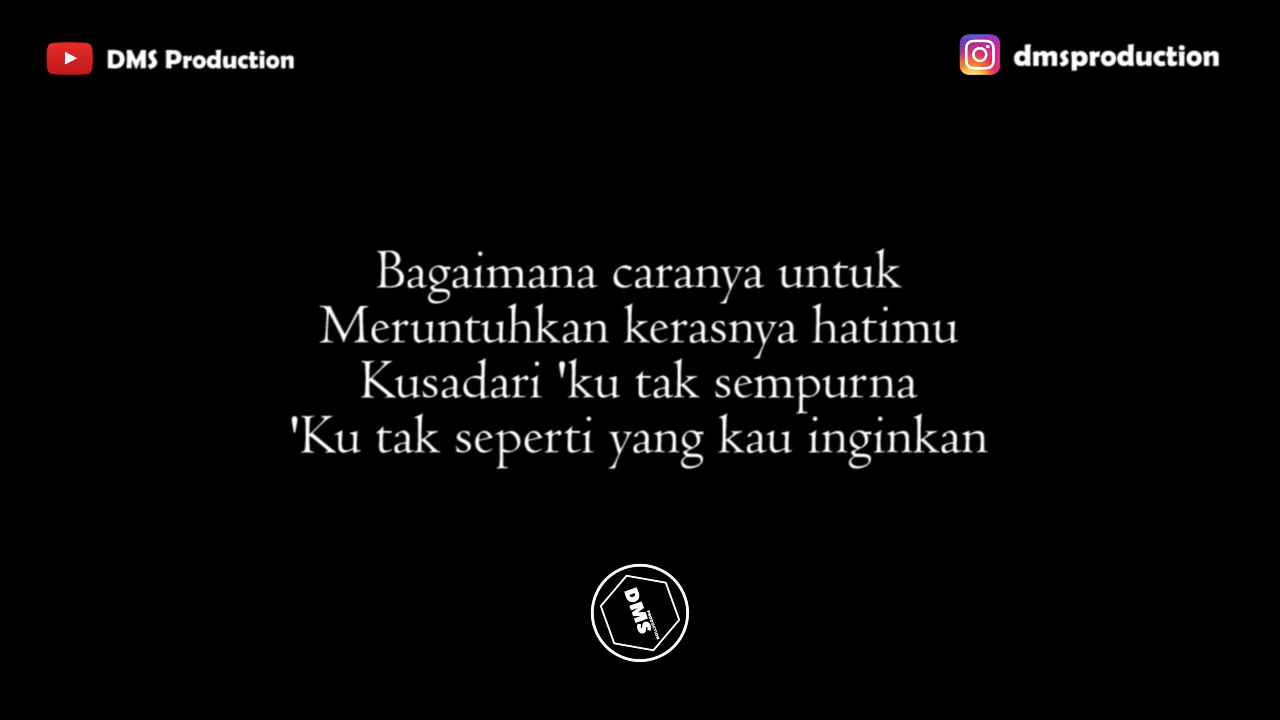 DMS Production
dmsproduction
Bagaimana caranya untuk
Meruntuhkan kerasnya hatimu
Kusadari 'ku tak sempurna
'Ku tak seperti yang kau inginkan
DMS
PRODUCTION